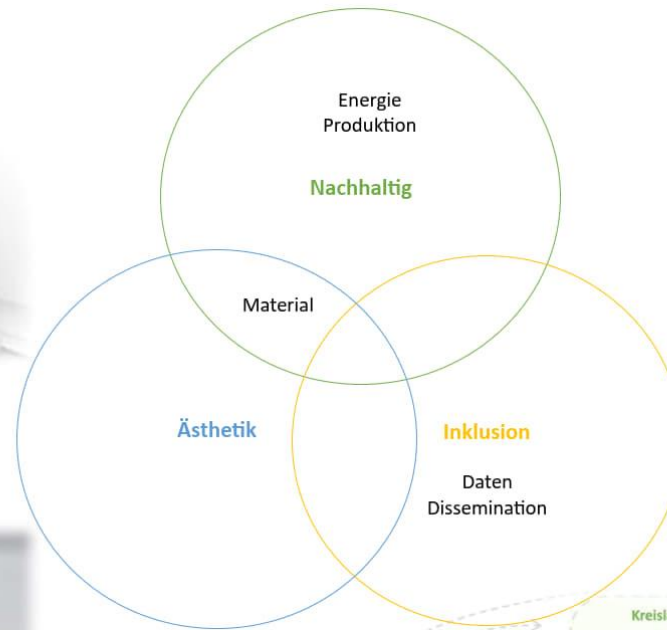 Energie
Produktion
Nachhaltig
Material
Ästhetik
Inklusion
Daten
Dissemination